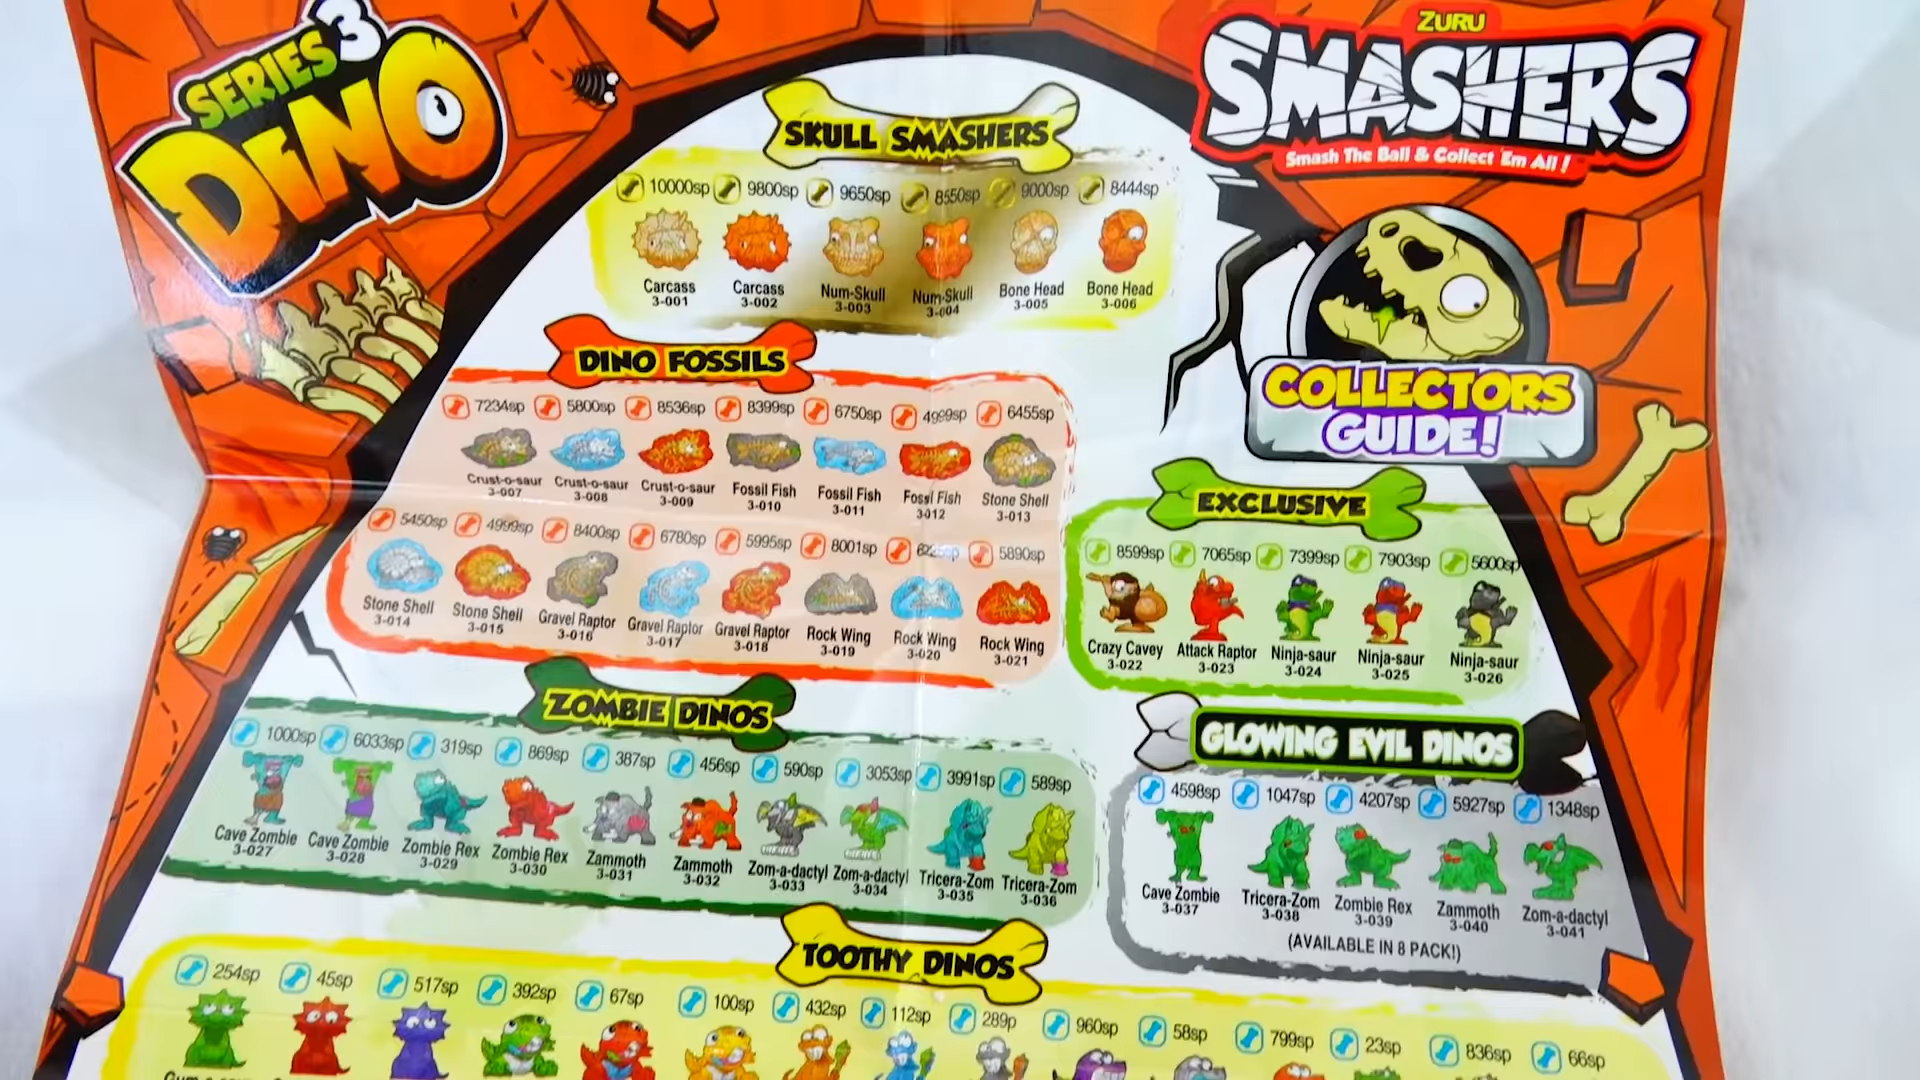 SERIES 3
DINO
ZURU
SMASHERS
Smash The Ball & Collect 'Em All !
COLLECTORS
GUIDE!
SKULL SMASHERS
10000sp 9800sp 9650sp 8550sp 9000sp 8444sp
Carcass Carcass Num-Skull Num-Skull Bone Head Bone Head
3-001 3-002 3-003 3-004 3-005 3-006
DINO FOSSILS
7234sp 5800sp 8536sp 8399sp 6750sp 4999sp 6455sp
Crust-o-saur Crust-o-saur Crust-o-saur Fossil Fish Fossil Fish Fossil Fish Stone Shell
3-007 3-008 3-009 3-010 3-011 3-012 3-013
5450sp 4999sp 8400sp 6780sp 5995sp 8001sp 5890sp
Stone Shell Stone Shell Gravel Raptor Gravel Raptor Gravel Raptor Rock Wing Rock Wing Rock Wing
3-014 3-015 3-016 3-017 3-018 3-019 3-020 3-021
EXCLUSIVE
8599sp 7065sp 7399sp 7903sp 5600sp
Crazy Cavey Attack Raptor Ninja-saur Ninja-saur Ninja-saur
3-022 3-023 3-024 3-025 3-026
ZOMBIE DINOS
1000sp 6033sp 319sp 869sp 387sp 456sp 590sp 3053sp 3991sp 589sp
Cave Zombie Cave Zombie Zombie Rex Zombie Rex Zammoth Zammoth Zom-a-dactyl Zom-a-dactyl Tricera-Zom Tricera-Zom
3-027 3-028 3-029 3-030 3-031 3-032 3-033 3-034 3-035 3-036
GLOWING EVIL DINOS
4598sp 1047sp 4207sp 5927sp 1348sp
Cave Zombie Tricera-Zom Zombie Rex Zammoth Zom-a-dactyl
3-037 3-038 3-039 3-040 3-041
(AVAILABLE IN 8 PACK!)
TOOTHY DINOS
254sp 45sp 517sp 392sp 67sp 100sp 432sp 112sp 289p 960sp 58sp 799sp 23sp 836sp 66sp